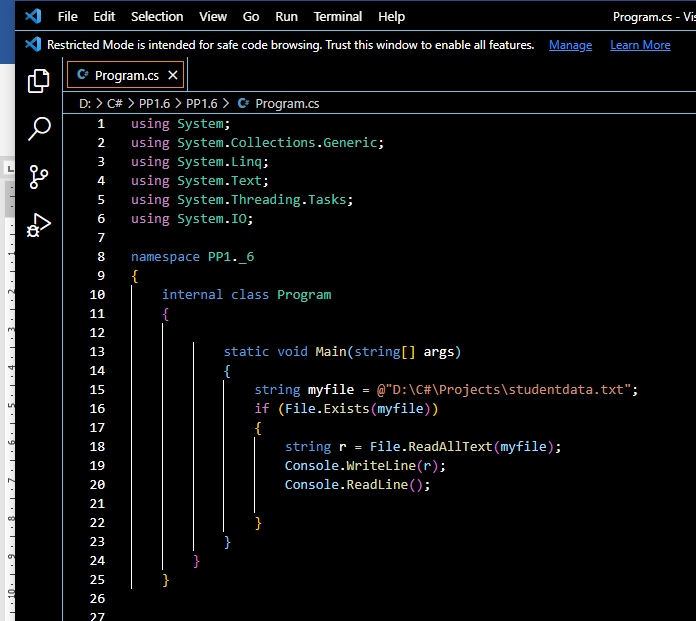 File Edit Selection View Go Run Terminal Help Program.cs - Vis
Restricted Mode is intended for safe code browsing. Trust this window to enable all features. Manage Learn More
C# Program.cs ×
D: > C# > PP1.6 > PP1.6 > C# Program.cs
1 using System;
2 using System.Collections.Generic;
3 using System.Linq;
4 using System.Text;
5 using System.Threading.Tasks;
6 using System.IO;
7
8 namespace PP1._6
9 {
10 internal class Program
11 {
12
13 static void Main(string[] args)
14 {
15 string myfile = @"D:\C#\Projects\studentdata.txt";
16 if (File.Exists(myfile))
17 {
18 string r = File.ReadAllText(myfile);
19 Console.WriteLine(r);
20 Console.ReadLine();
21
22 }
23 }
24 }
25 }
26
27